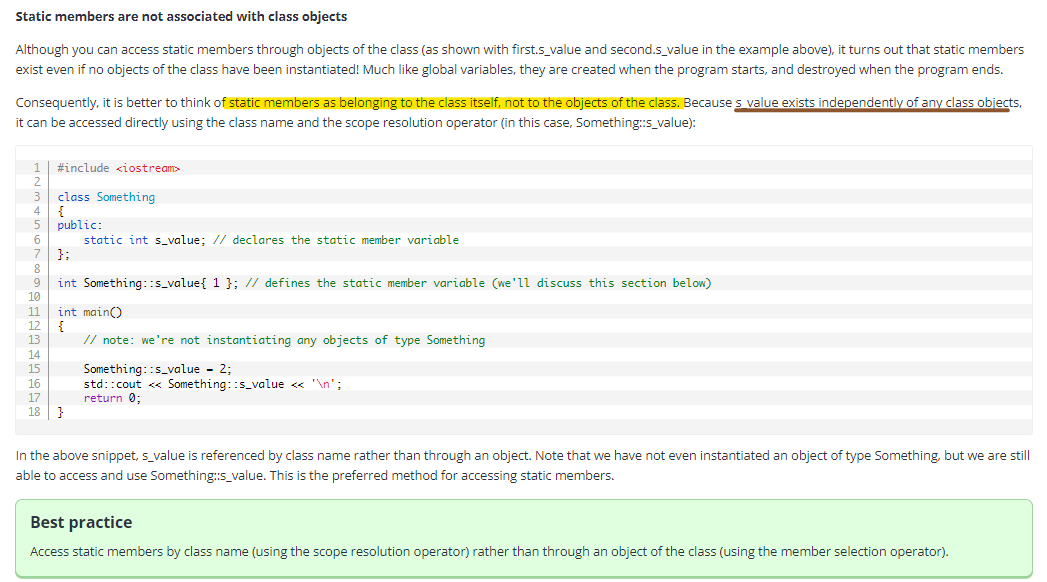 Static members are not associated with class objects
Although you can access static members through objects of the class (as shown with first.s_value and second.s_value in the example above), it turns out that static members
exist even if no objects of the class have been instantiated! Much like global variables, they are created when the program starts, and destroyed when the program ends.
Consequently, it is better to think of static members as belonging to the class itself, not to the objects of the class. Because s_value exists independently of any class objects,
it can be accessed directly using the class name and the scope resolution operator (in this case, Something::s_value):
1 #include <iostream>
2
3 class Something
4 {
5 public:
6     static int s_value; // declares the static member variable
7 };
8
9 int Something::s_value{ 1 }; // defines the static member variable (we'll discuss this section below)
10
11 int main()
12 {
13     // note: we're not instantiating any objects of type Something
14
15     Something::s_value = 2;
16     std::cout << Something::s_value << '\n';
17     return 0;
18 }
In the above snippet, s_value is referenced by class name rather than through an object. Note that we have not even instantiated an object of type Something, but we are still
able to access and use Something::s_value. This is the preferred method for accessing static members.
Best practice
Access static members by class name (using the scope resolution operator) rather than through an object of the class (using the member selection operator).